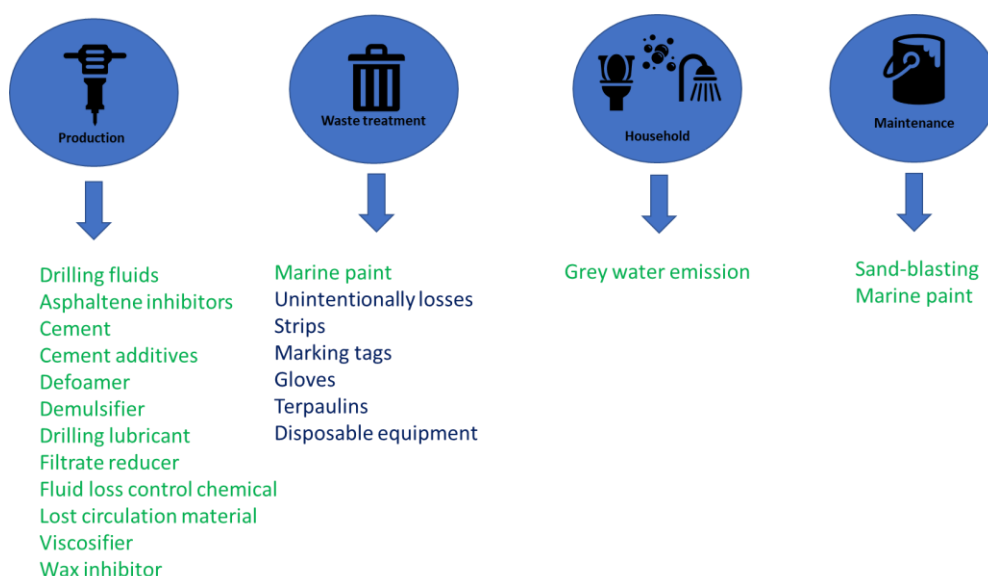 Production
Waste treatment
Household
Maintenance
Drilling fluids
Asphaltene inhibitors
Cement
Cement additives
Defoamer
Demulsifier
Drilling lubricant
Filtrate reducer
Fluid loss control chemical
Lost circulation material
Viscosifier
Wax inhibitor
Marine paint
Unintentionally losses
Strips
Marking tags
Gloves
Terpaulins
Disposable equipment
Grey water emission
Sand-blasting
Marine paint